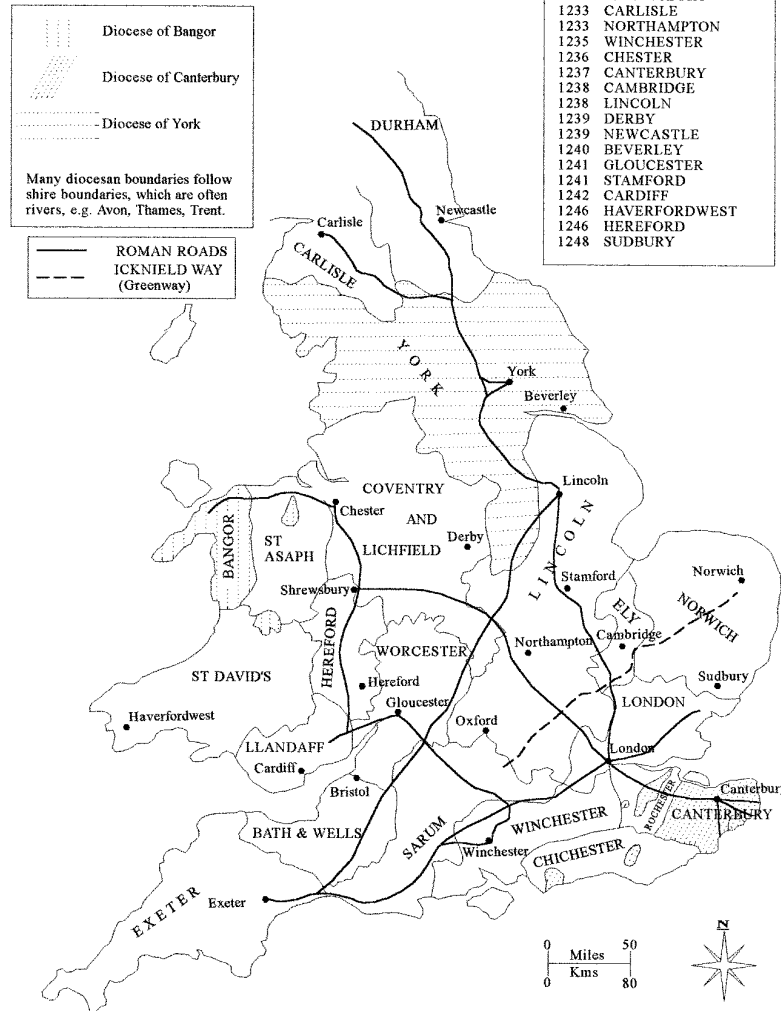 Diocese of Bangor
Diocese of Canterbury
Diocese of York
Many diocesan boundaries follow
shire boundaries, which are often
rivers, e.g. Avon, Thames, Trent.
ROMAN ROADS
ICKNIELD WAY
(Greenway)
1233 CARLISLE
1233 NORTHAMPTON
1235 WINCHESTER
1236 CHESTER
1237 CANTERBURY
1238 CAMBRIDGE
1238 LINCOLN
1239 DERBY
1239 NEWCASTLE
1240 BEVERLEY
1241 GLOUCESTER
1241 STAMFORD
1242 CARDIFF
1246 HAVERFORDWEST
1246 HEREFORD
1248 SUDBURY
DURHAM
Newcastle
Carlisle
CARLISLE
YORK
York
Beverley
Lincoln
COVENTRY
AND
LICHFIELD
Chester
BANGOR
ST
ASAPH
Derby
LINCOLN
Stamford
Norwich
NORWICH
ELY
Shrewsbury
HEREFORD
WORCESTER
Northampton
Cambridge
ST DAVID'S
Hereford
Sudbury
Gloucester
LONDON
Haverfordwest
Oxford
LLANDAFF
London
Cardiff
Bristol
ROCHESTER
Canterbury
CANTERBURY
BATH & WELLS
SARUM
WINCHESTER
Winchester
CHICHESTER
EXETER
Exeter
N
0 50
Miles
Kms
0 80